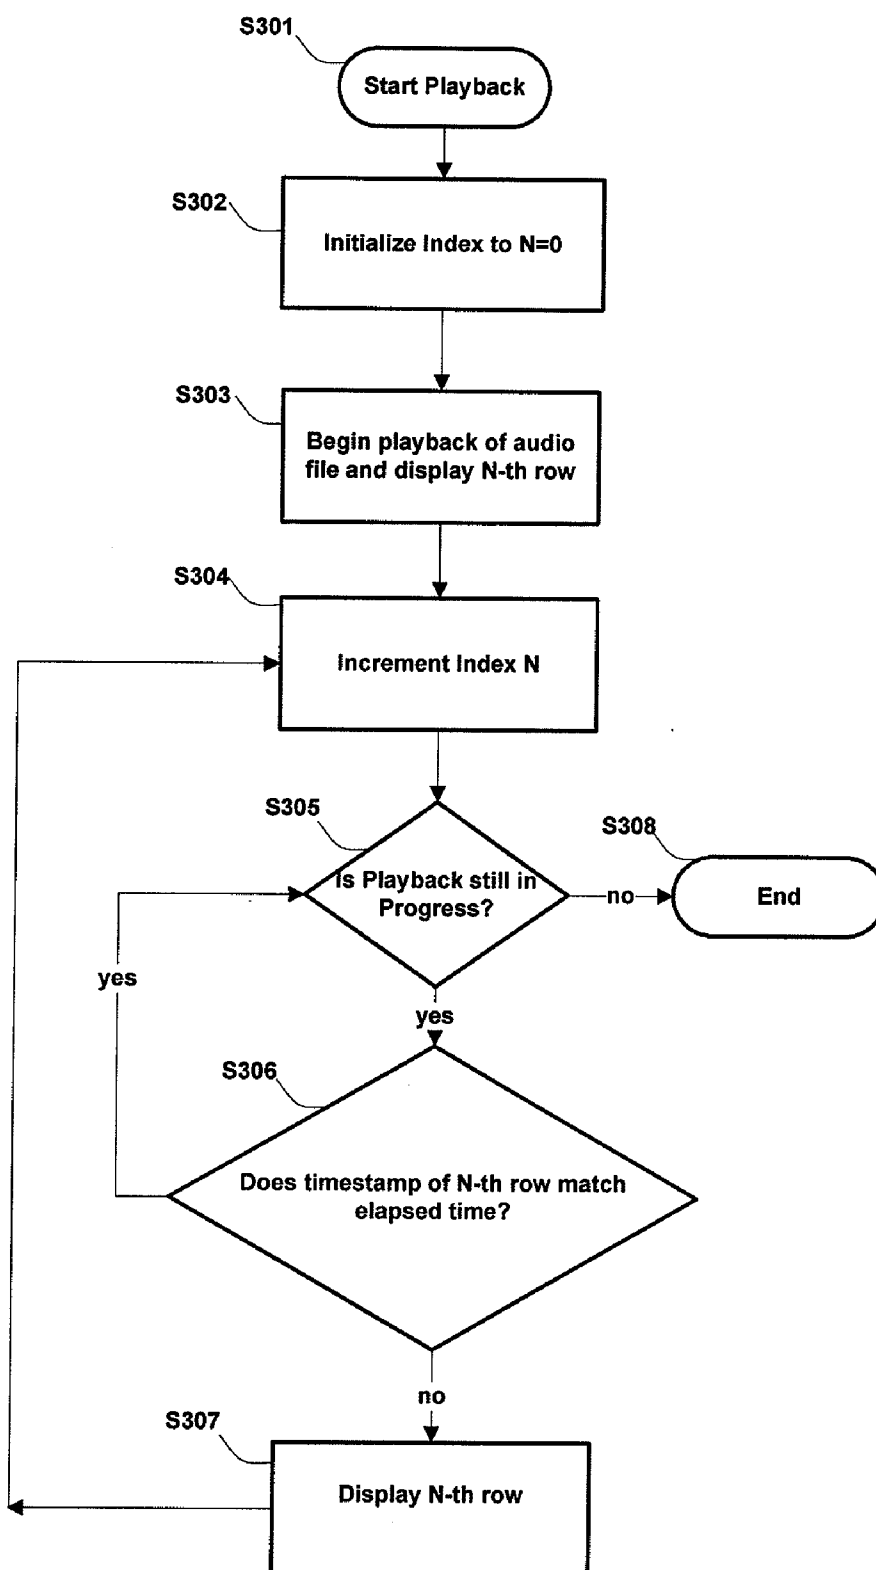 S301
Start Playback
S302
Initialize Index to N=0
S303
Begin playback of audio
file and display N-th row
S304
Increment Index N
S305
Is Playback still in
Progress?
no
S308
End
yes
yes
S306
Does timestamp of N-th row match
elapsed time?
no
S307
Display N-th row